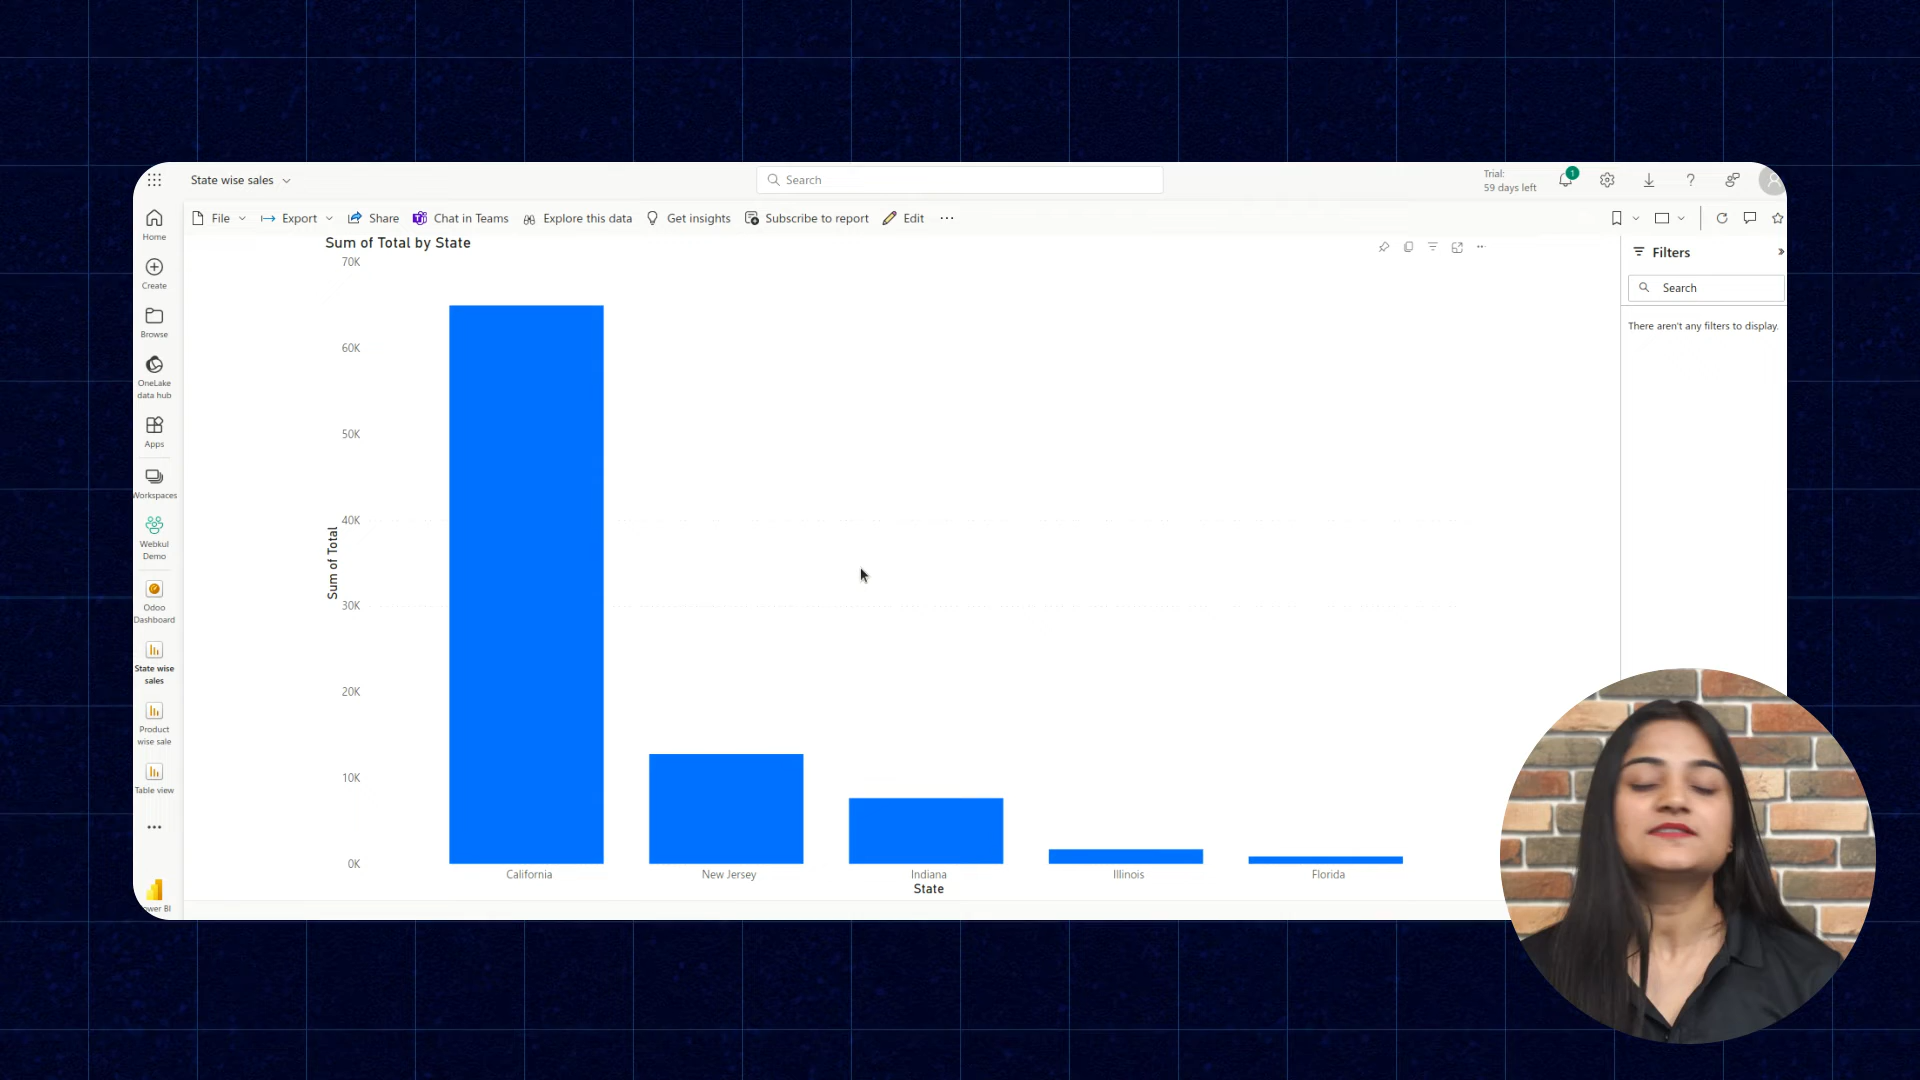 State wise sales
Search
Trial:
59 days left
1
File
Export
Share
Chat in Teams
Explore this data
Get insights
Subscribe to report
Edit
Home
Create
Browse
OneLake
data hub
Apps
Workspaces
Webkul
Demo
Odoo
Dashboard
State wise
sales
Product
wise sale
Table view
ower BI
Sum of Total by State
70K
60K
50K
40K
30K
20K
10K
0K
Sum of Total
California
New Jersey
Indiana
Illinois
Florida
State
Filters
Search
There aren't any filters to display.